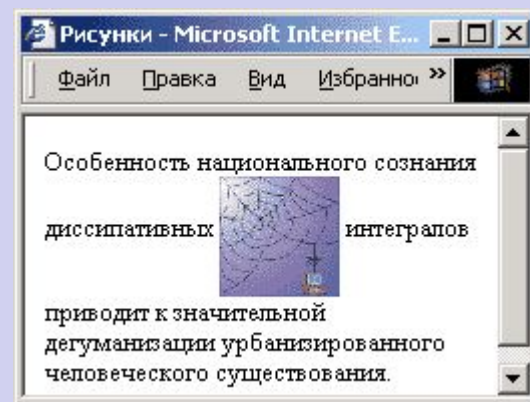 Рисунки - Microsoft Internet E...
Файл Правка Вид Избранно »
Особенность национального сознания
диссипативных интегралов
приводит к значительной
дегуманизации урбанизированного
человеческого существования.